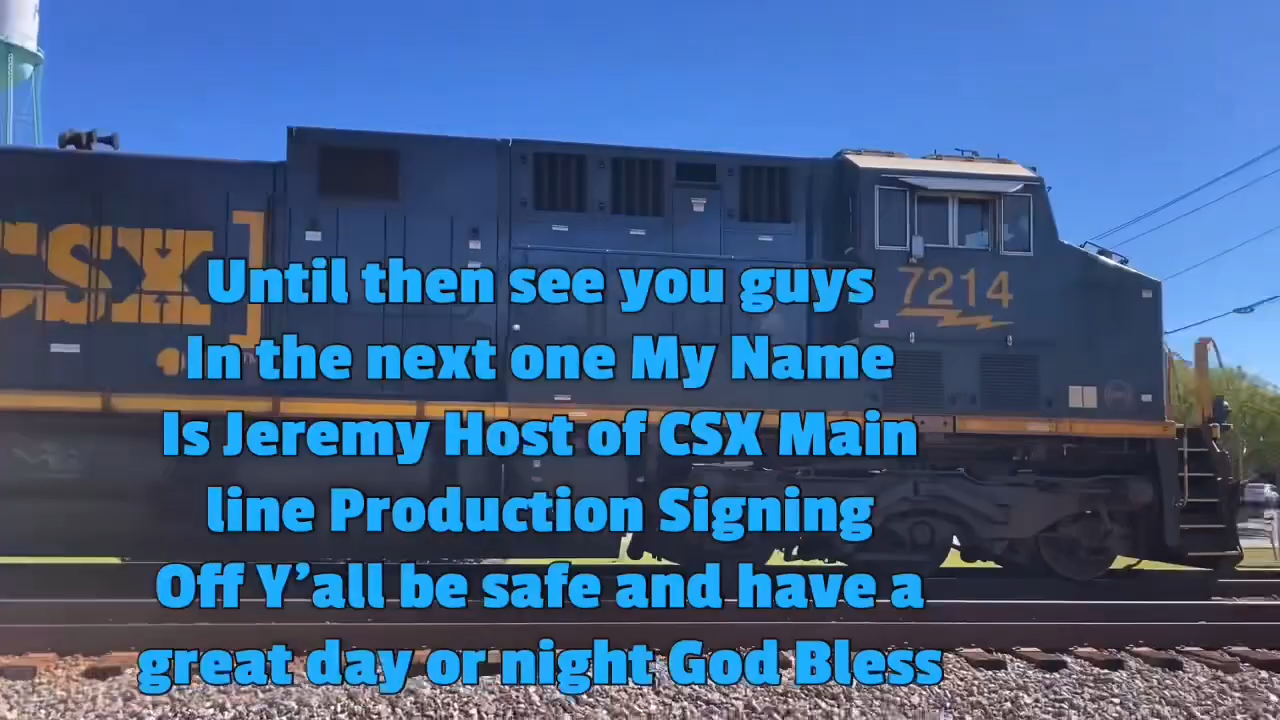 CSX
7214
Until then see you guys
In the next one My Name
Is Jeremy Host of CSX Main
line Production Signing
Off Y'all be safe and have a
great day or night God Bless